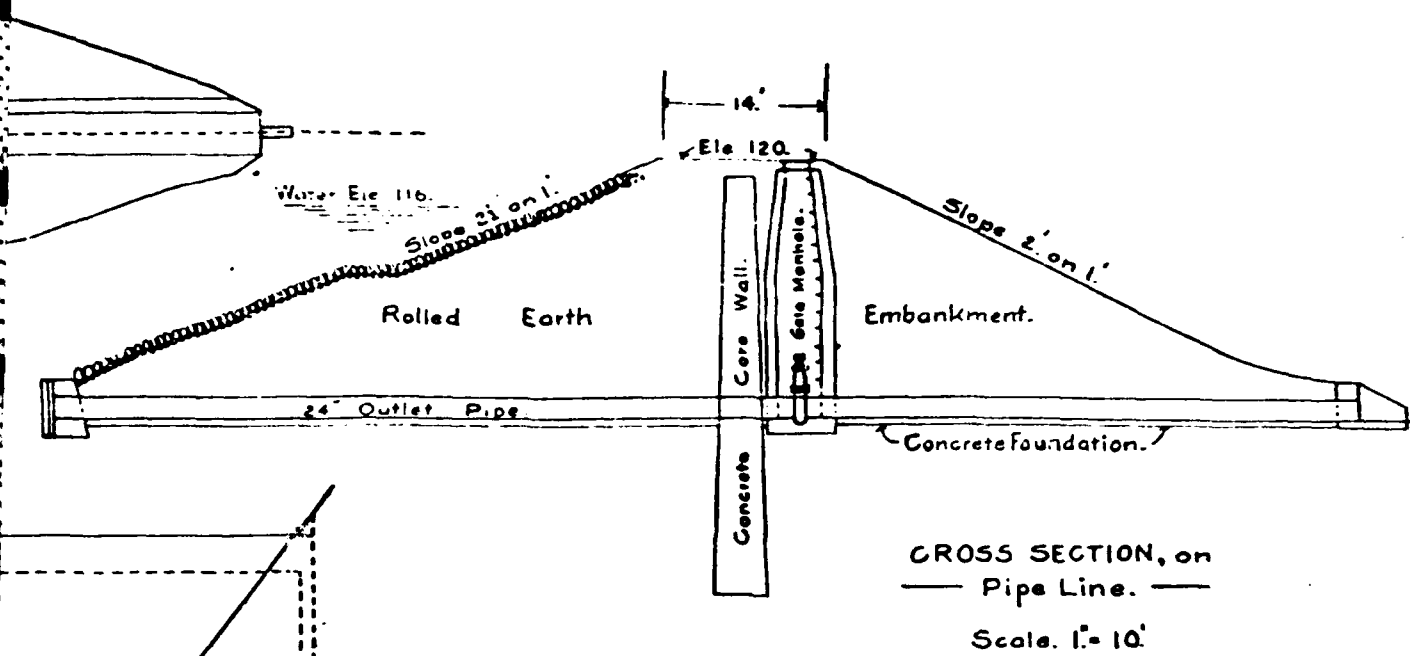 14.'
Ele 120.
Water Ele 116.
Slope 2½' on 1.'
Slope 2.' on 1.'
Rolled Earth
Embankment.
Concrete Core Wall.
Gate Manhole.
24" Outlet Pipe
Concrete Foundation.
CROSS SECTION, on
Pipe Line.
Scale. 1."= 10.'